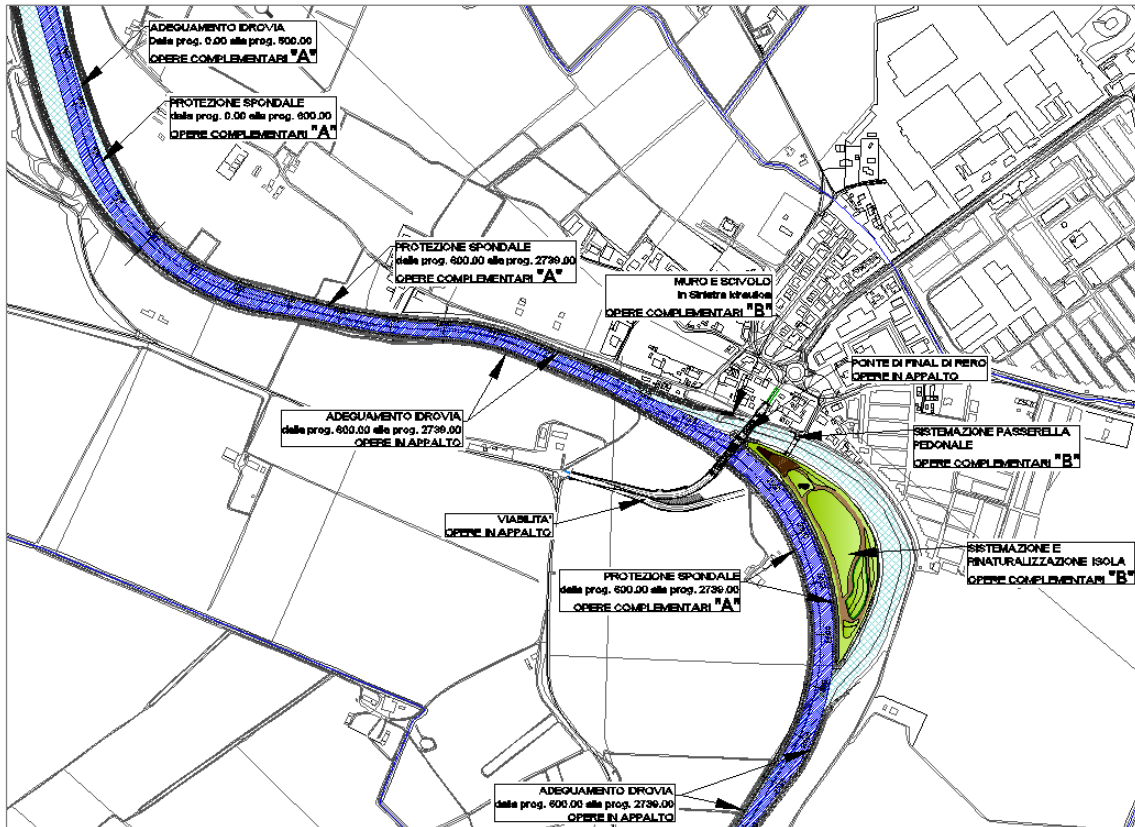 ADEGUAMENTO IDROVIA
Dalla prog. 0.00 alla prog. 600.00
OPERE COMPLEMENTARI "A"
PROTEZIONE SPONDALE
dalla prog. 0.00 alla prog. 600.00
OPERE COMPLEMENTARI "A"
PROTEZIONE SPONDALE
dalla prog. 600.00 alla prog. 2739.00
OPERE COMPLEMENTARI "A"
MURO E SCIVOLO
in Sinistra Idraulica
OPERE COMPLEMENTARI "B"
PONTE DI FINAL DI RERO
OPERE IN APPALTO
ADEGUAMENTO IDROVIA
dalla prog. 600.00 alla prog. 2739.00
OPERE IN APPALTO
SISTEMAZIONE PASSERELLA
PEDONALE
OPERE COMPLEMENTARI "B"
VIABILITA'
OPERE IN APPALTO
SISTEMAZIONE E
RINATURALIZZAZIONE ISOLA
OPERE COMPLEMENTARI "B"
PROTEZIONE SPONDALE
dalla prog. 600.00 alla prog. 2739.00
OPERE COMPLEMENTARI "A"
ADEGUAMENTO IDROVIA
dalla prog. 600.00 alla prog. 2739.00
OPERE IN APPALTO